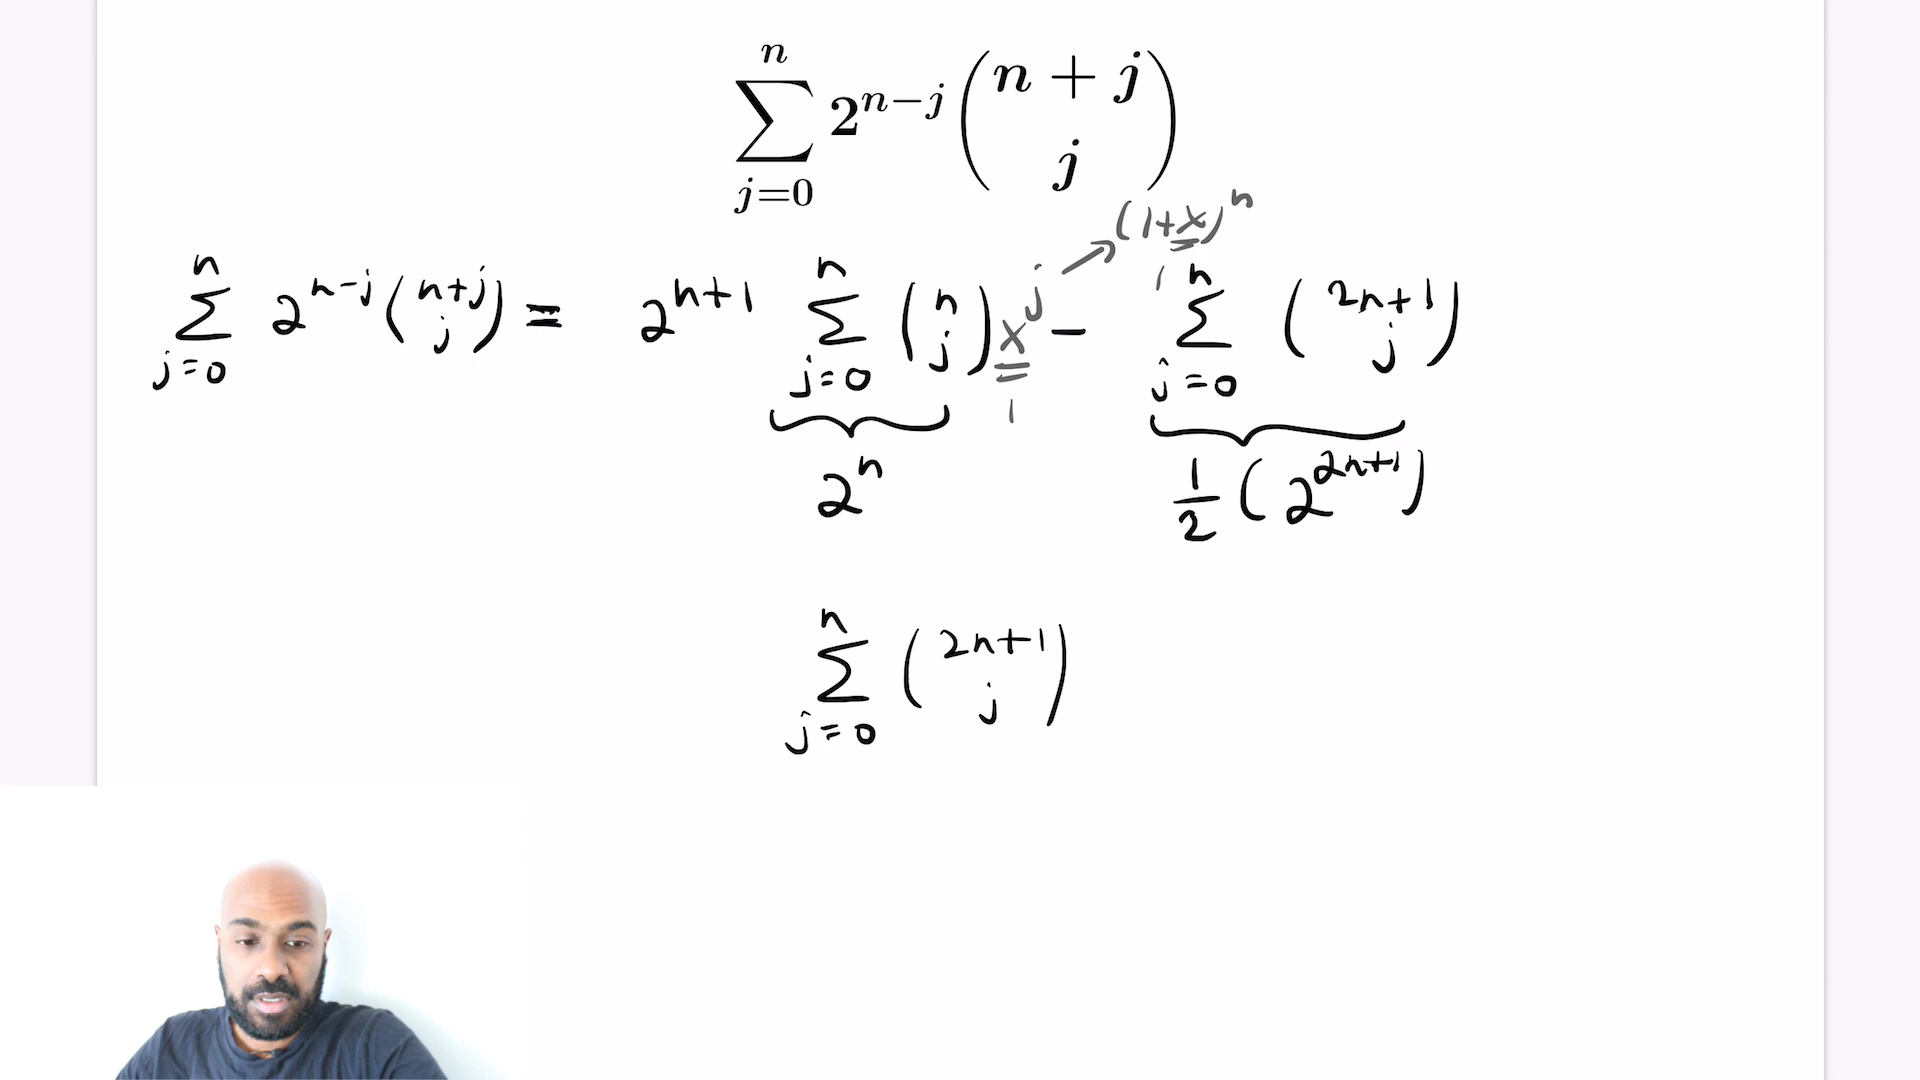 \sum_{j=0}^{n} 2^{n-j} \binom{n+j}{j}
(1+x)^n
\sum_{j=0}^{n} 2^{n-j} \binom{n+j}{j} = 2^{n+1} \sum_{j=0}^{n} \binom{n}{j} x^j - \sum_{j=0}^{n} \binom{2n+1}{j}
1
1
2^n
\frac{1}{2} (2^{2n+1})
\sum_{j=0}^{n} \binom{2n+1}{j}